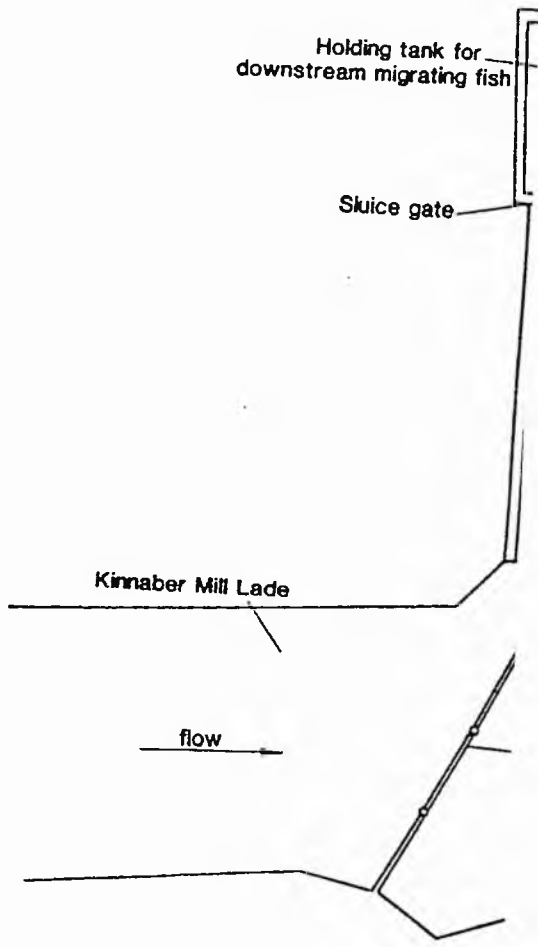 Holding tank for
downstream migrating fish
Sluice gate
Kinnaber Mill Lade
flow